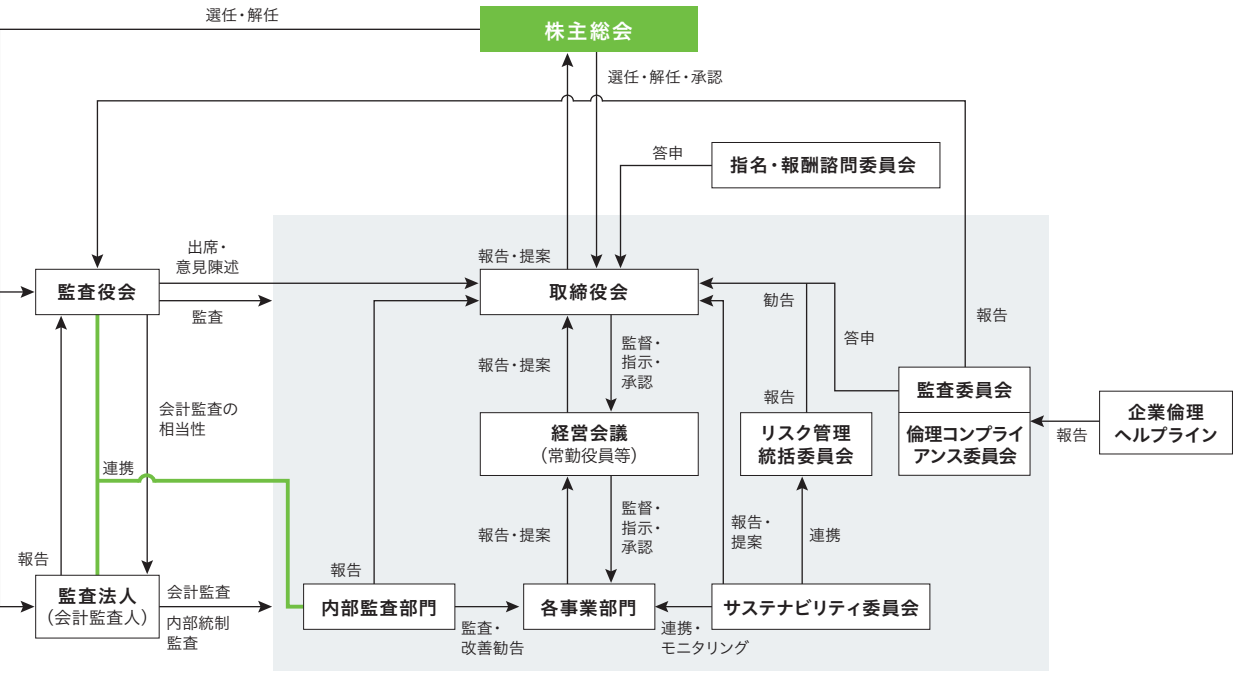 選任・解任
株主総会
選任・解任・承認
答申
指名・報酬諮問委員会
出席・
意見陳述
報告・提案
監査役会
取締役会
監査
勧告
報告
答申
報告・提案
監督・
指示・
承認
監査委員会
倫理コンプライ
アンス委員会
報告
企業倫理
ヘルプライン
会計監査の
相当性
経営会議
（常勤役員等）
報告
リスク管理
統括委員会
連携
報告・提案
監督・
指示・
承認
報告・
提案
連携
報告
報告
監査法人
（会計監査人）
会計監査
内部統制
監査
内部監査部門
監査・
改善勧告
各事業部門
連携・
モニタリング
サステナビリティ委員会